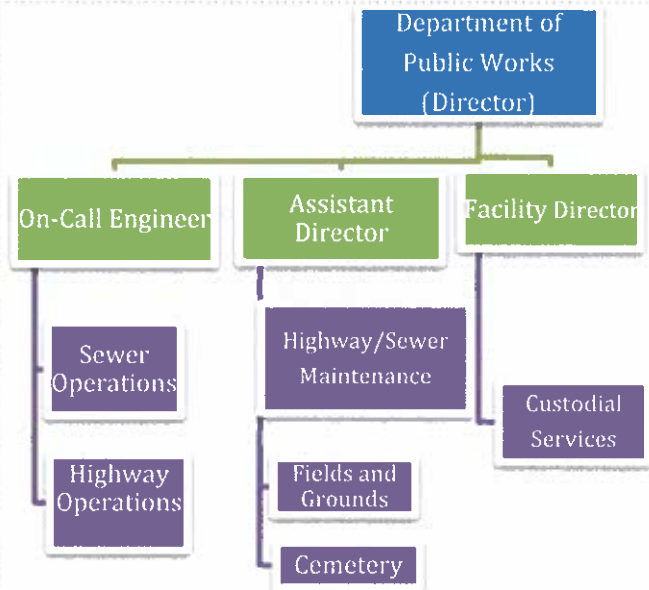 Department of
Public Works
(Director)
On-Call Engineer
Assistant
Director
Facility Director
Sewer
Operations
Highway
Operations
Highway/Sewer
Maintenance
Fields and
Grounds
Cemetery
Custodial
Services